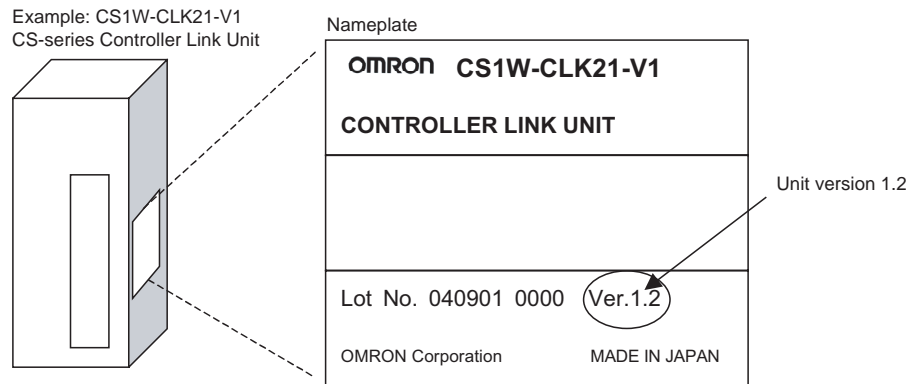 Example: CS1W-CLK21-V1
CS-series Controller Link Unit
Nameplate
OMRON CS1W-CLK21-V1
CONTROLLER LINK UNIT
Unit version 1.2
Lot No. 040901 0000 Ver.1.2
OMRON Corporation MADE IN JAPAN